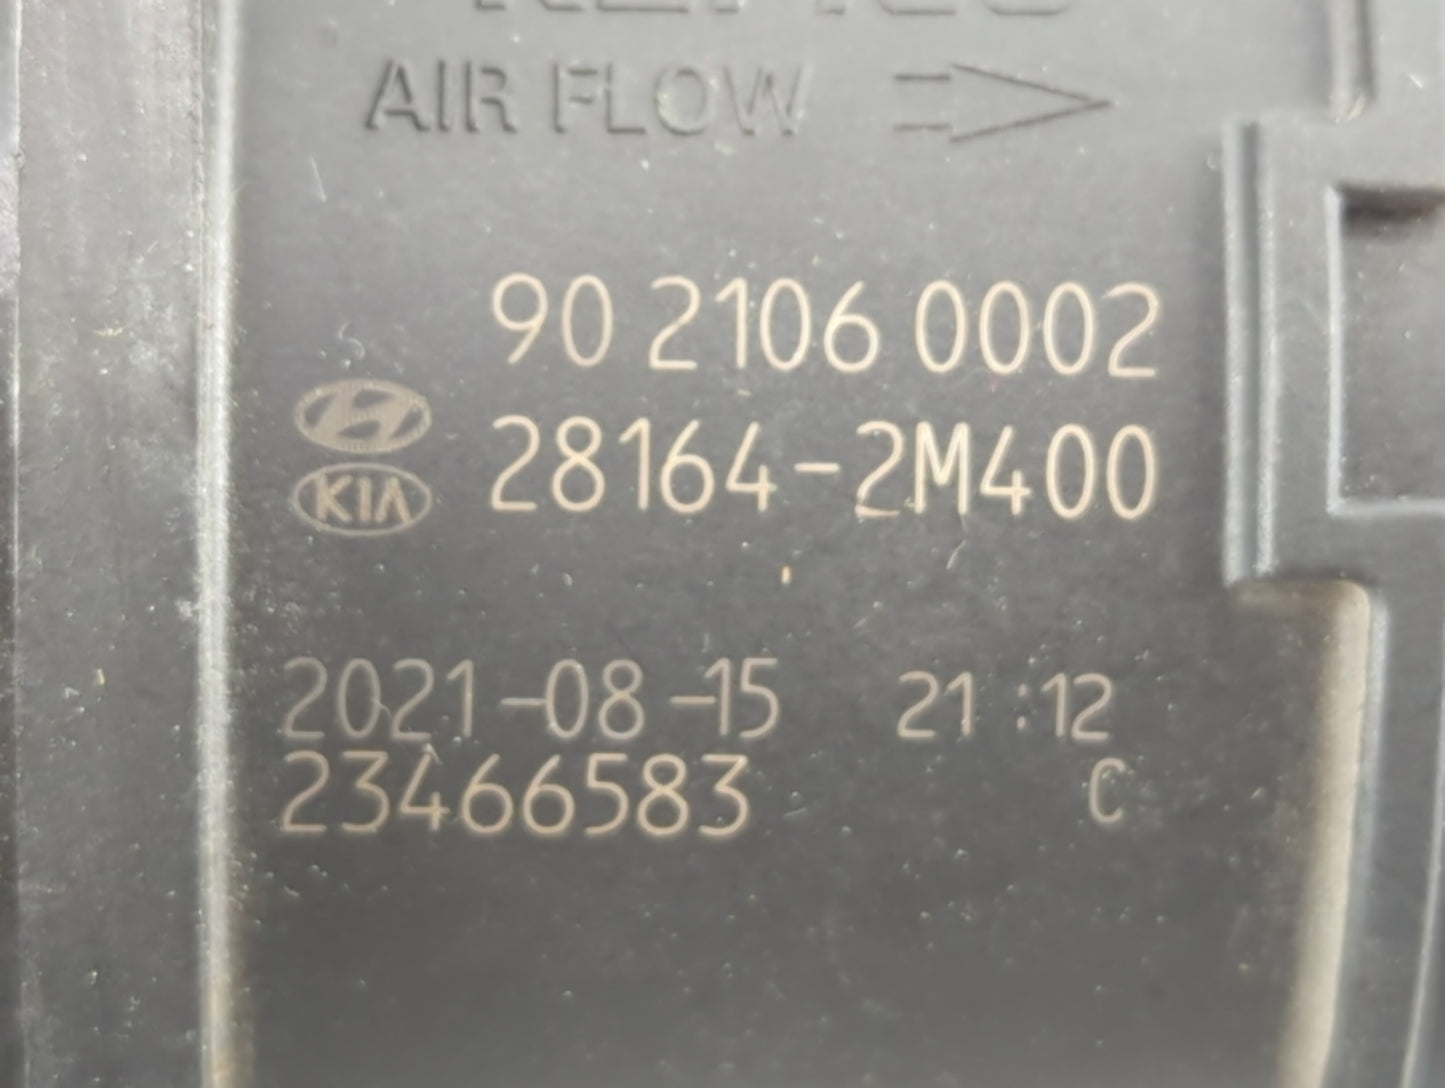 AIR FLOW
90 2106 0002
28164-2M400
KIA
2021-08-15 21:12
23466583 C